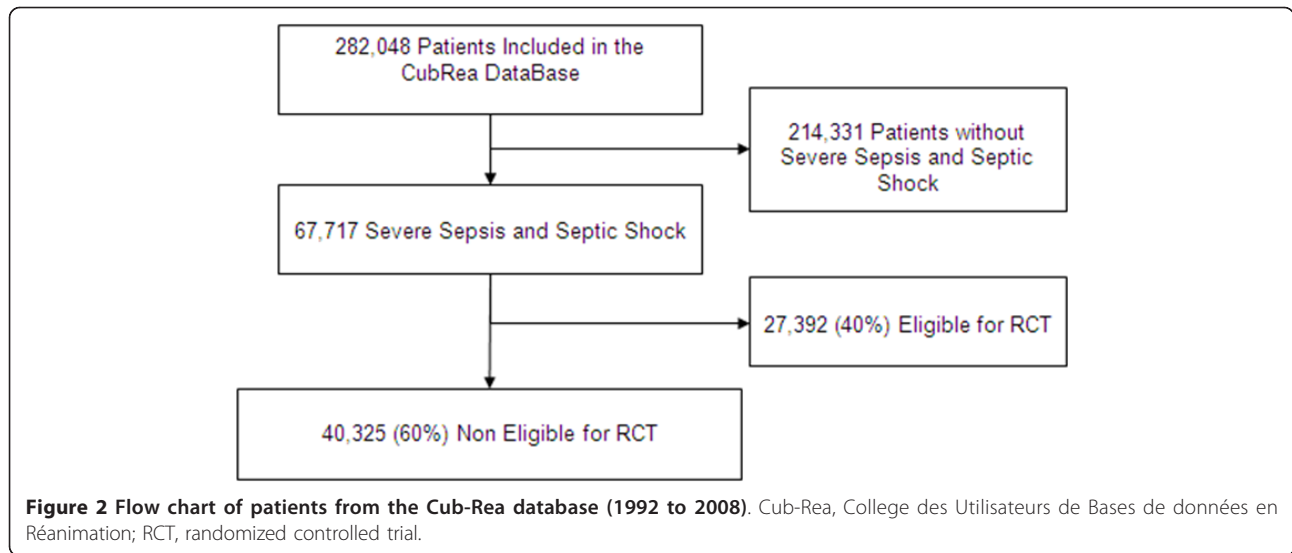 282,048 Patients Included in the
CubRea DataBase
214,331 Patients without
Severe Sepsis and Septic
Shock
67,717 Severe Sepsis and Septic Shock
27,392 (40%) Eligible for RCT
40,325 (60%) Non Eligible for RCT
Figure 2 Flow chart of patients from the Cub-Rea database (1992 to 2008). Cub-Rea, College des Utilisateurs de Bases de données en
Réanimation; RCT, randomized controlled trial.